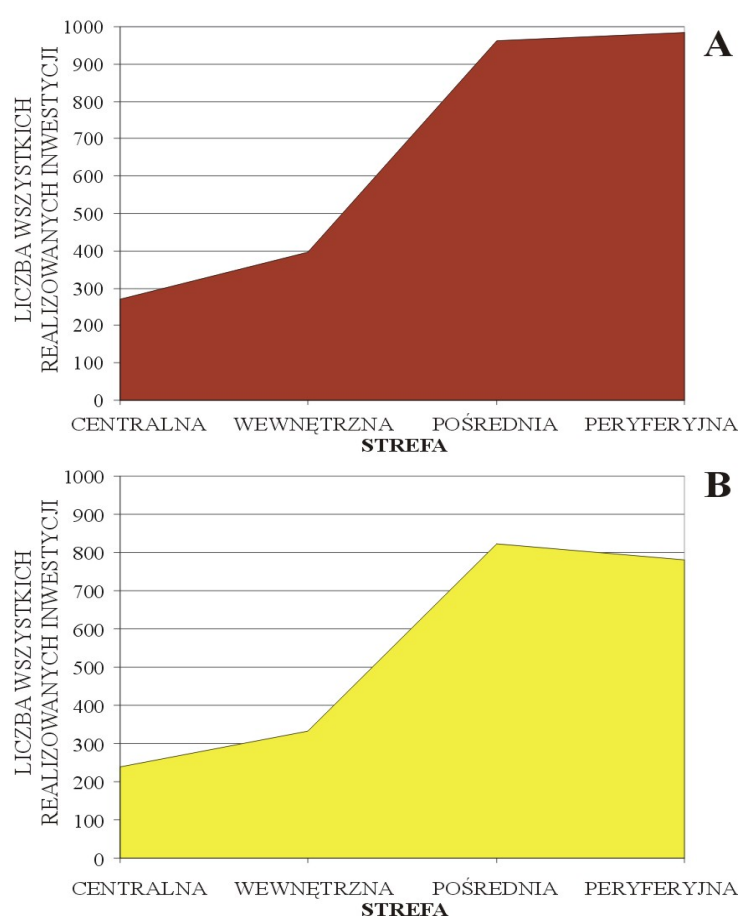 A
LICZBA WSZYSTKICH
REALIZOWANYCH INWESTYCJI
1000
900
800
700
600
500
400
300
200
100
0
CENTRALNA WEWNĘTRZNA POŚREDNIA PERYFERYJNA
STREFA
B
LICZBA WSZYSTKICH
REALIZOWANYCH INWESTYCJI
1000
900
800
700
600
500
400
300
200
100
0
CENTRALNA WEWNĘTRZNA POŚREDNIA PERYFERYJNA
STREFA